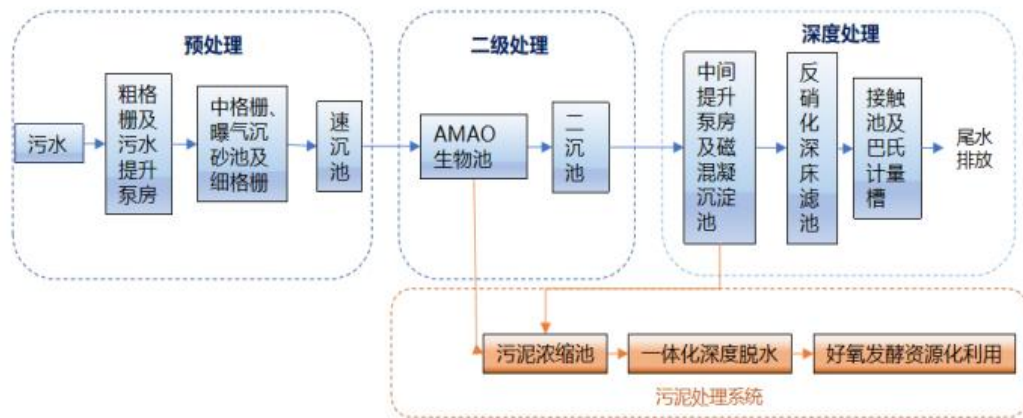 预处理
污水
粗格
栅及
污水
提升
泵房
中格栅、
曝气沉
砂池及
细格栅
速
沉
池
二级处理
AMAO
生物池
二
沉
池
深度处理
中间
提升
泵房
及磁
混凝
沉淀
池
反
硝
化
深
床
滤
池
接触
池及
巴氏
计量
槽
尾水
排放
污泥浓缩池
一体化深度脱水
好氧发酵资源化利用
污泥处理系统